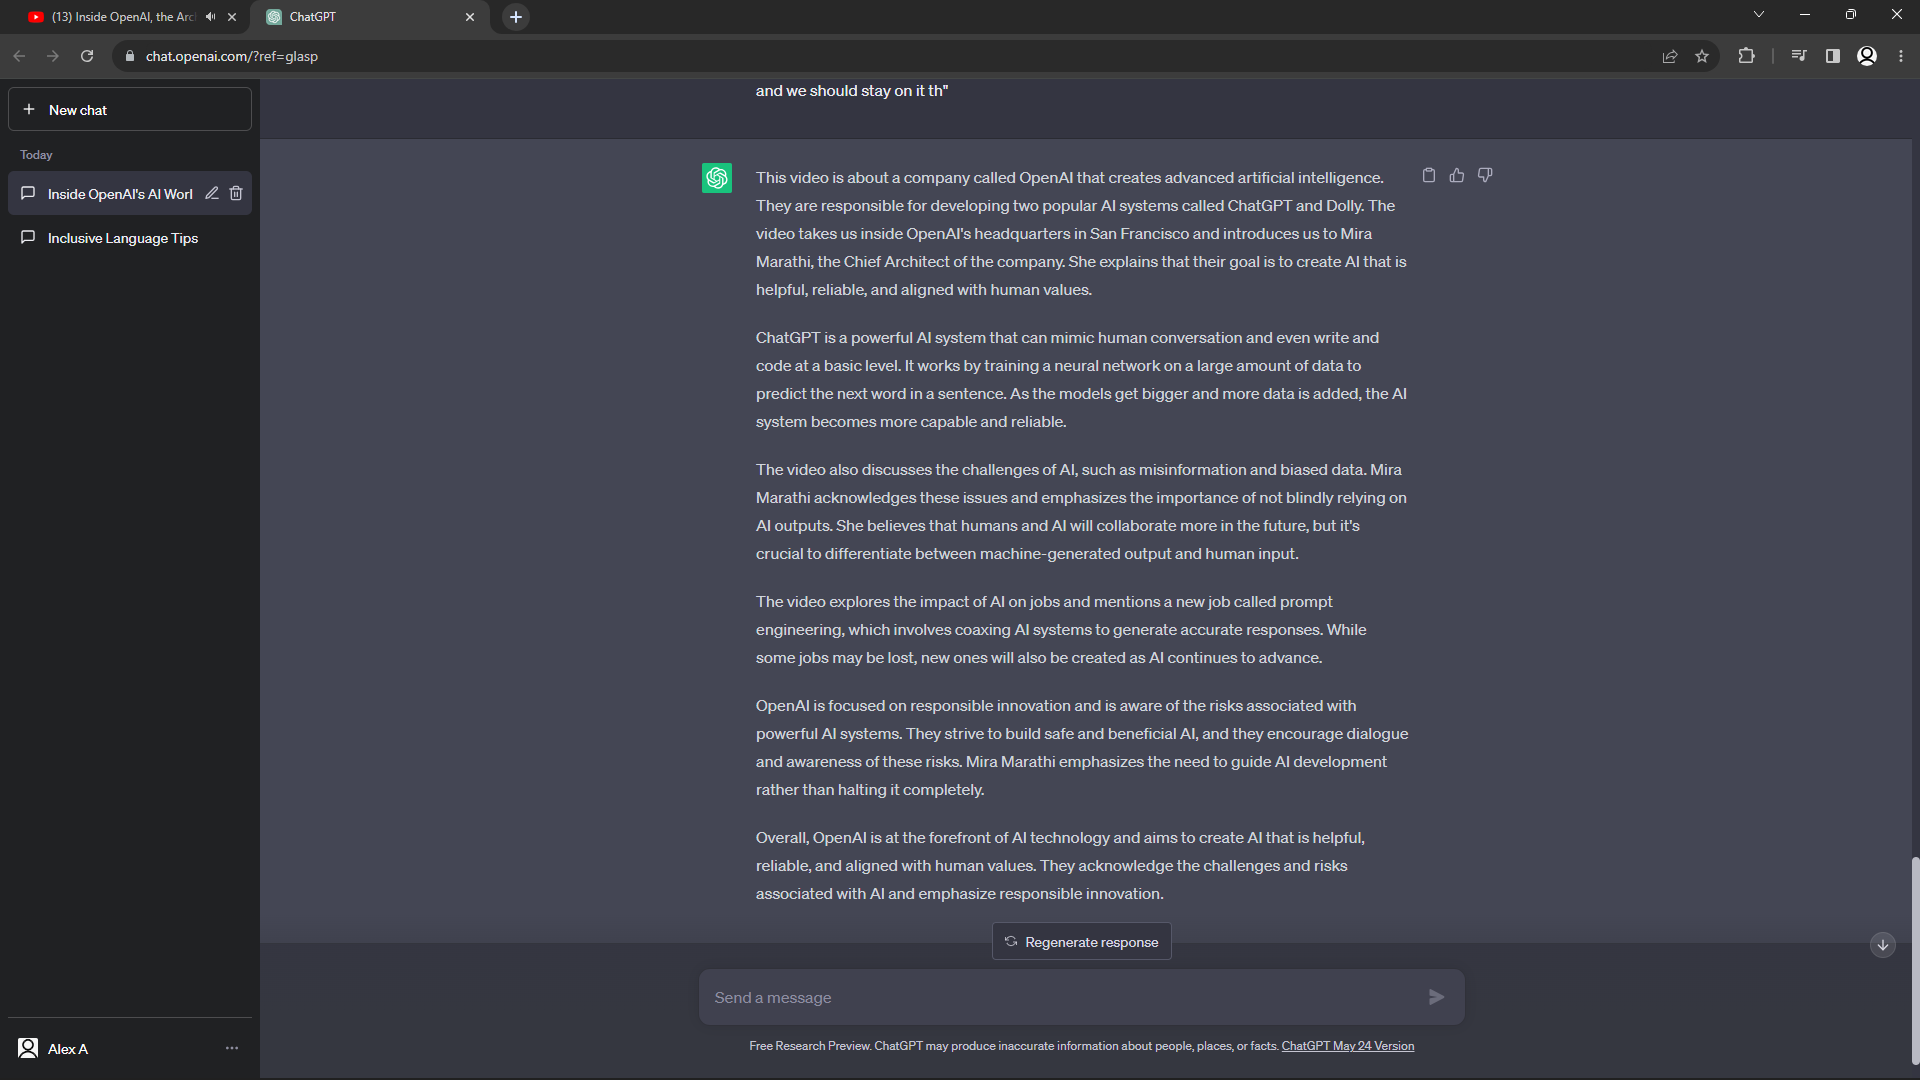 (13) Inside OpenAI, the Arc
ChatGPT
chat.openai.com/?ref=glasp
New chat
Today
Inside OpenAI's AI Worl
Inclusive Language Tips
Alex A
and we should stay on it th"
This video is about a company called OpenAI that creates advanced artificial intelligence.
They are responsible for developing two popular AI systems called ChatGPT and Dolly. The
video takes us inside OpenAI's headquarters in San Francisco and introduces us to Mira
Marathi, the Chief Architect of the company. She explains that their goal is to create AI that is
helpful, reliable, and aligned with human values.
ChatGPT is a powerful AI system that can mimic human conversation and even write and
code at a basic level. It works by training a neural network on a large amount of data to
predict the next word in a sentence. As the models get bigger and more data is added, the AI
system becomes more capable and reliable.
The video also discusses the challenges of AI, such as misinformation and biased data. Mira
Marathi acknowledges these issues and emphasizes the importance of not blindly relying on
AI outputs. She believes that humans and AI will collaborate more in the future, but it's
crucial to differentiate between machine-generated output and human input.
The video explores the impact of AI on jobs and mentions a new job called prompt
engineering, which involves coaxing AI systems to generate accurate responses. While
some jobs may be lost, new ones will also be created as AI continues to advance.
OpenAI is focused on responsible innovation and is aware of the risks associated with
powerful AI systems. They strive to build safe and beneficial AI, and they encourage dialogue
and awareness of these risks. Mira Marathi emphasizes the need to guide AI development
rather than halting it completely.
Overall, OpenAI is at the forefront of AI technology and aims to create AI that is helpful,
reliable, and aligned with human values. They acknowledge the challenges and risks
associated with AI and emphasize responsible innovation.
Regenerate response
Send a message
Free Research Preview. ChatGPT may produce inaccurate information about people, places, or facts. ChatGPT May 24 Version